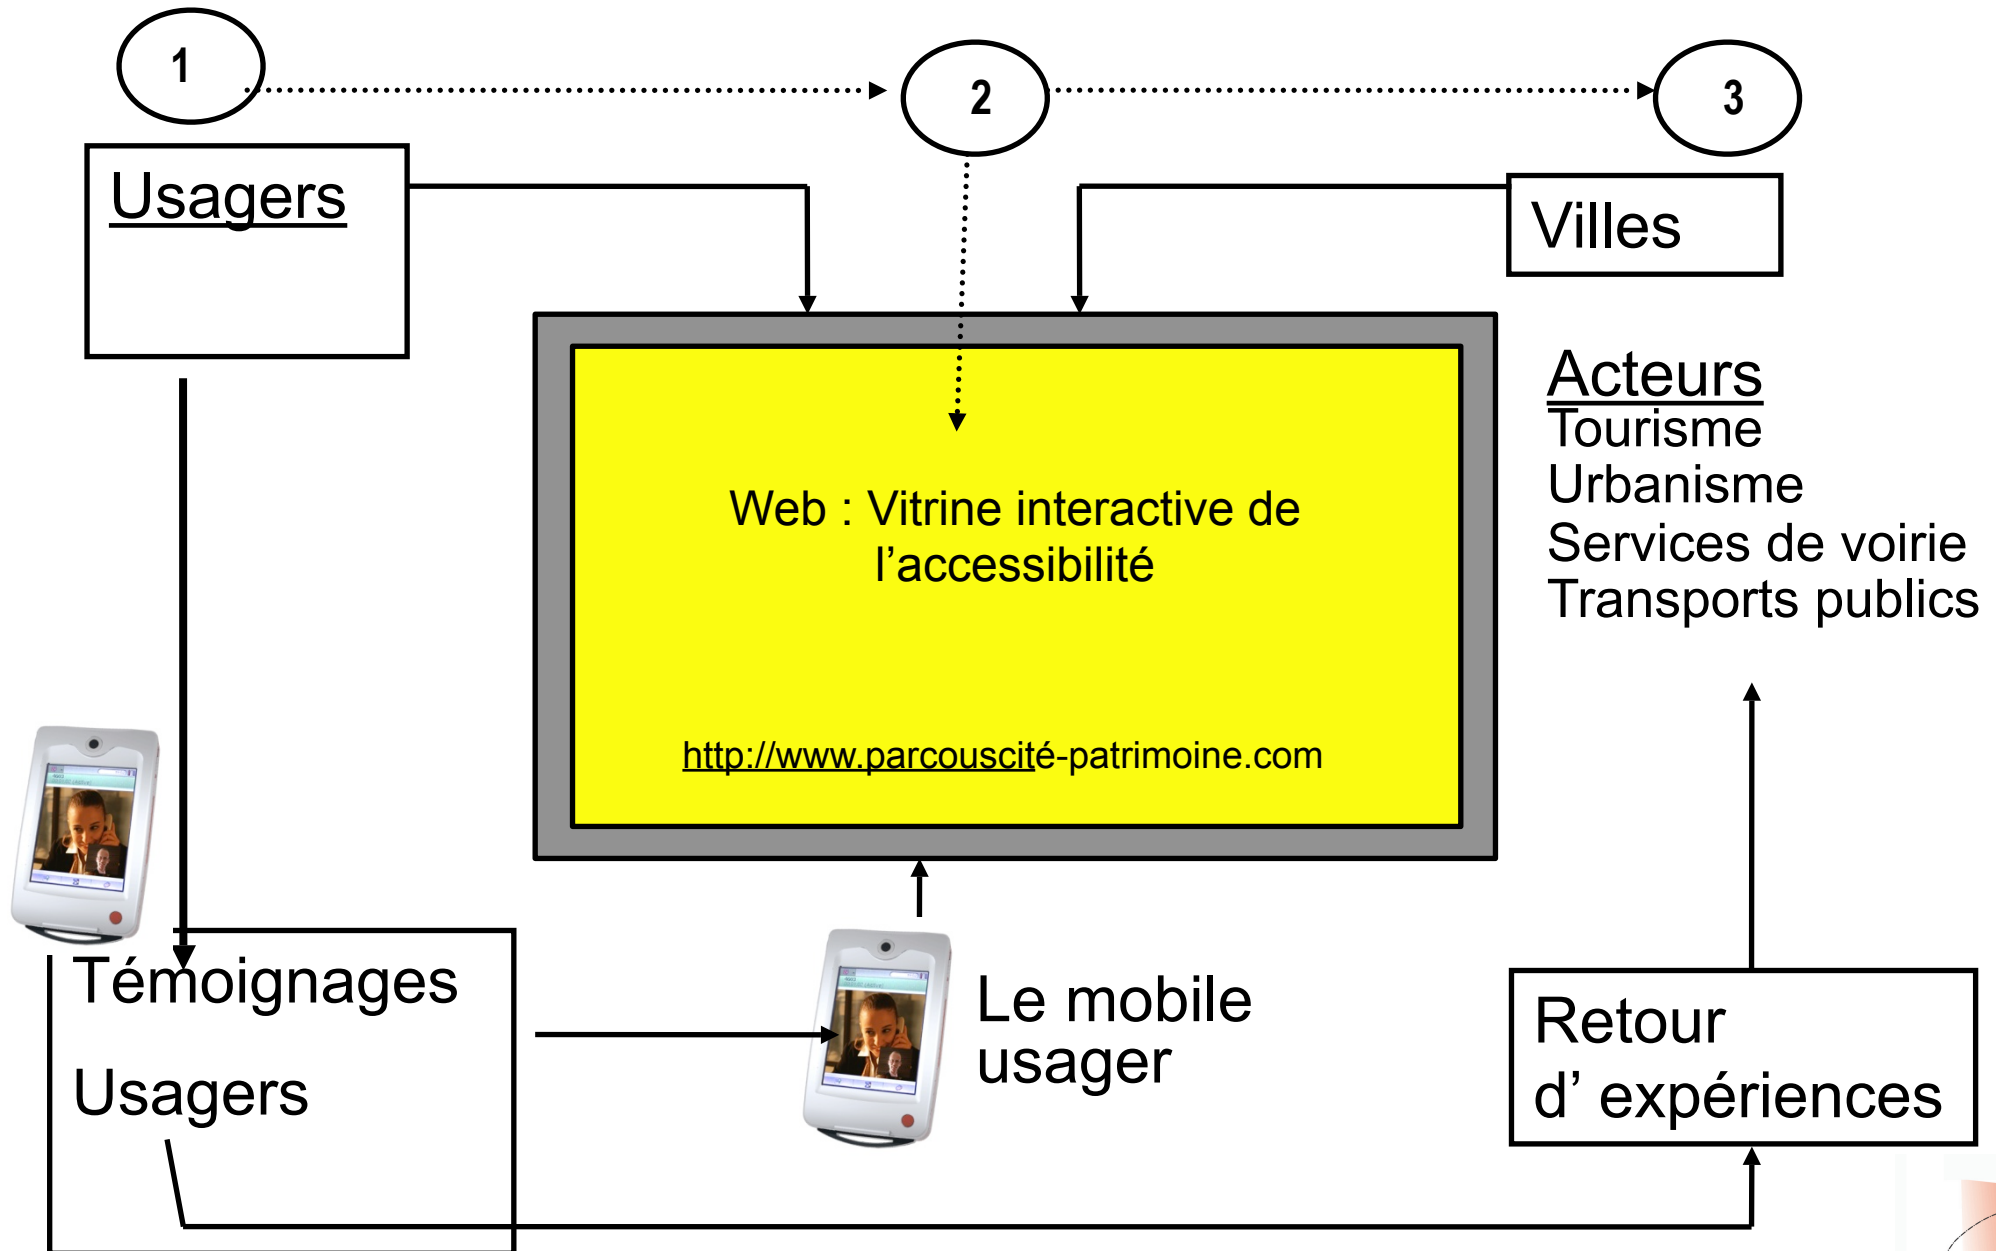 1
2
3
Usagers
Villes
Acteurs
Tourisme
Urbanisme
Services de voirie
Transports publics
Web : Vitrine interactive de
l’accessibilité
http://www.parcouscité-patrimoine.com
Témoignages
Usagers
Le mobile
usager
Retour
d’ expériences